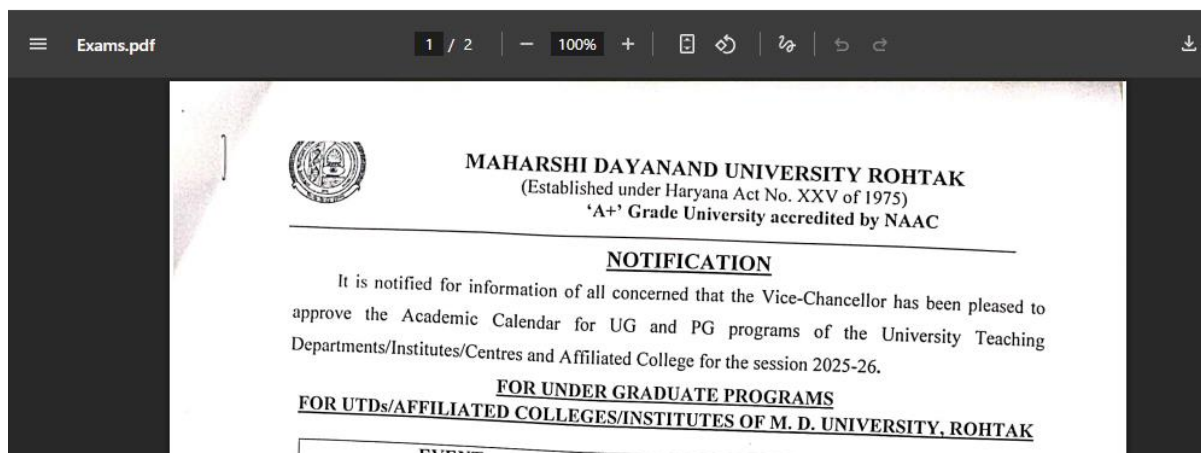 Exams.pdf
1 / 2
100%
MAHARSHI DAYANAND UNIVERSITY ROHTAK
(Established under Haryana Act No. XXV of 1975)
‘A+’ Grade University accredited by NAAC
NOTIFICATION
It is notified for information of all concerned that the Vice-Chancellor has been pleased to
approve the Academic Calendar for UG and PG programs of the University Teaching
Departments/Institutes/Centres and Affiliated College for the session 2025-26.
FOR UNDER GRADUATE PROGRAMS
FOR UTDs/AFFILIATED COLLEGES/INSTITUTES OF M. D. UNIVERSITY, ROHTAK